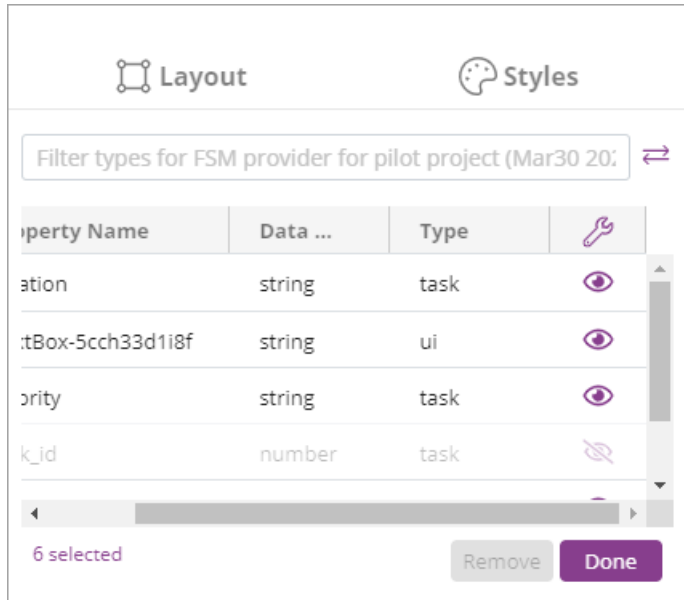 Layout
Styles
Filter types for FSM provider for pilot project (Mar30 202
operty Name Data ... Type
ation string task
tBox-5cch33d1i8f string ui
ority string task
k_id number task
6 selected
Remove Done